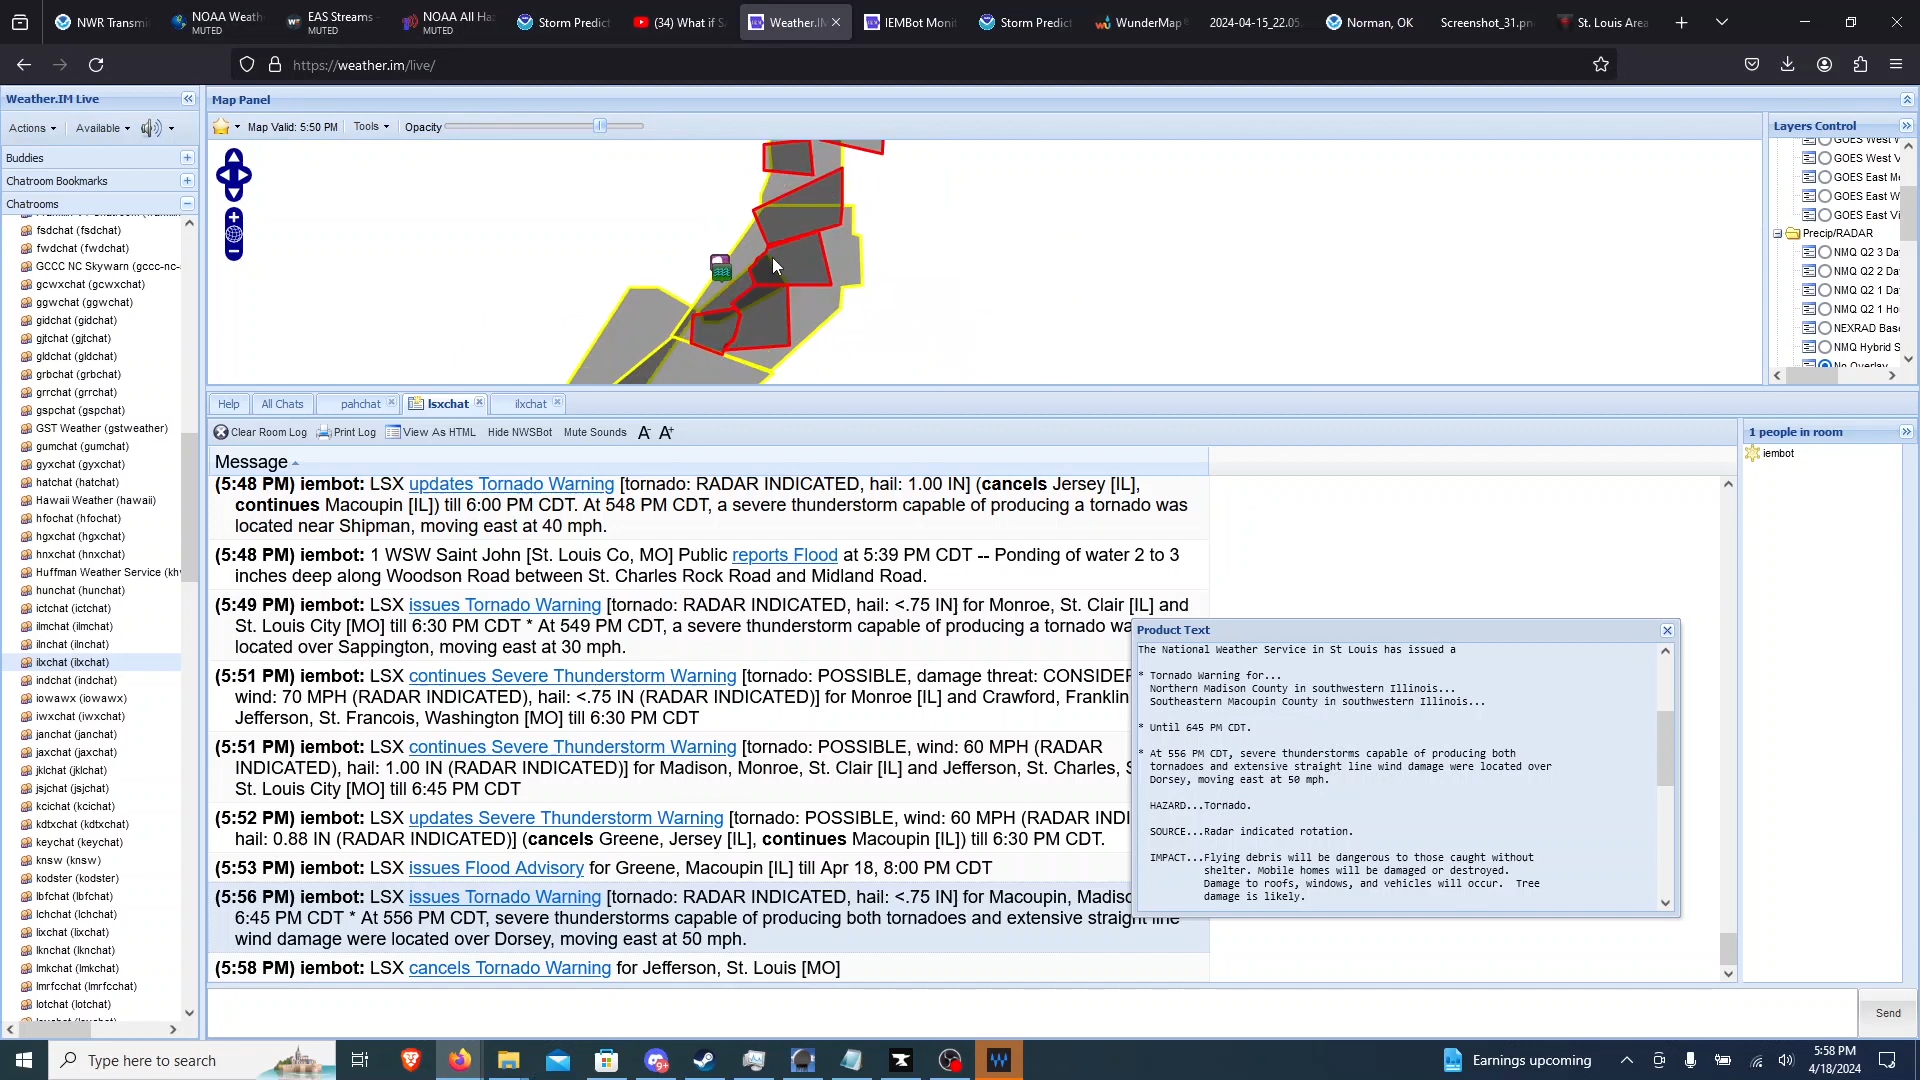 NWR Transmi
NOAA Weath
MUTED
EAS Streams
MUTED
NOAA All Haz
MUTED
Storm Predict
(34) What if S
Weather.IM
IEMBot Moni
Storm Predict
WunderMap
2024-04-15_22.05
Norman, OK
Screenshot_31.pn
St. Louis Area
https://weather.im/live/
Weather.IM Live
Actions
Available
Buddies
Chatroom Bookmarks
Chatrooms
fsdchat (fsdchat)
fwdchat (fwdchat)
GCCC NC Skywarn (gccc-nc-
gcwxchat (gcwxchat)
ggwchat (ggwchat)
gidchat (gidchat)
gjtchat (gjtchat)
gldchat (gldchat)
grbchat (grbchat)
grrchat (grrchat)
gspchat (gspchat)
GST Weather (gstweather)
gumchat (gumchat)
gyxchat (gyxchat)
hatchat (hatchat)
Hawaii Weather (hawaii)
hfochat (hfochat)
hgxchat (hgxchat)
hnxchat (hnxchat)
Huffman Weather Service (kh
hunchat (hunchat)
ictchat (ictchat)
ilmchat (ilmchat)
ilnchat (ilnchat)
ilxchat (ilxchat)
indchat (indchat)
iowawx (iowawx)
iwxchat (iwxchat)
janchat (janchat)
jaxchat (jaxchat)
jklchat (jklchat)
jsjchat (jsjchat)
kcichat (kcichat)
kdtxchat (kdtxchat)
keychat (keychat)
knsw (knsw)
kodster (kodster)
lbfchat (lbfchat)
lchchat (lchchat)
lixchat (lixchat)
lknchat (lknchat)
lmkchat (lmkchat)
lmrfcchat (lmrfcchat)
lotchat (lotchat)
Map Panel
Map Valid: 5:50 PM
Tools
Opacity
Layers Control
GOES West W
GOES West V
GOES East Mo
GOES East W
GOES East Vi
Precip/RADAR
NMQ Q2 3 Da
NMQ Q2 2 Da
NMQ Q2 1 Da
NMQ Q2 1 Ho
NEXRAD Base
NMQ Hybrid S
No Overlay
Help
All Chats
pahchat
lsxchat
ilxchat
Clear Room Log
Print Log
View As HTML
Hide NWSBot
Mute Sounds
A-
A+
1 people in room
iembot
Message
(5:48 PM) iembot: LSX updates Tornado Warning [tornado: RADAR INDICATED, hail: 1.00 IN] (cancels Jersey [IL],
continues Macoupin [IL]) till 6:00 PM CDT. At 548 PM CDT, a severe thunderstorm capable of producing a tornado was
located near Shipman, moving east at 40 mph.
(5:48 PM) iembot: 1 WSW Saint John [St. Louis Co, MO] Public reports Flood at 5:39 PM CDT -- Ponding of water 2 to 3
inches deep along Woodson Road between St. Charles Rock Road and Midland Road.
(5:49 PM) iembot: LSX issues Tornado Warning [tornado: RADAR INDICATED, hail: <.75 IN] for Monroe, St. Clair [IL] and
St. Louis City [MO] till 6:30 PM CDT * At 549 PM CDT, a severe thunderstorm capable of producing a tornado wa
located over Sappington, moving east at 30 mph.
(5:51 PM) iembot: LSX continues Severe Thunderstorm Warning [tornado: POSSIBLE, damage threat: CONSIDER
wind: 70 MPH (RADAR INDICATED), hail: <.75 IN (RADAR INDICATED)] for Monroe [IL] and Crawford, Franklin
Jefferson, St. Francois, Washington [MO] till 6:30 PM CDT
(5:51 PM) iembot: LSX continues Severe Thunderstorm Warning [tornado: POSSIBLE, wind: 60 MPH (RADAR
INDICATED), hail: 1.00 IN (RADAR INDICATED)] for Madison, Monroe, St. Clair [IL] and Jefferson, St. Charles, S
St. Louis City [MO] till 6:45 PM CDT
(5:52 PM) iembot: LSX updates Severe Thunderstorm Warning [tornado: POSSIBLE, wind: 60 MPH (RADAR INDI
hail: 0.88 IN (RADAR INDICATED)] (cancels Greene, Jersey [IL], continues Macoupin [IL]) till 6:30 PM CDT.
(5:53 PM) iembot: LSX issues Flood Advisory for Greene, Macoupin [IL] till Apr 18, 8:00 PM CDT
(5:56 PM) iembot: LSX issues Tornado Warning [tornado: RADAR INDICATED, hail: <.75 IN] for Macoupin, Madiso
6:45 PM CDT * At 556 PM CDT, severe thunderstorms capable of producing both tornadoes and extensive straight line
wind damage were located over Dorsey, moving east at 50 mph.
(5:58 PM) iembot: LSX cancels Tornado Warning for Jefferson, St. Louis [MO]
Product Text
The National Weather Service in St Louis has issued a
* Tornado Warning for...
Northern Madison County in southwestern Illinois...
Southeastern Macoupin County in southwestern Illinois...
* Until 645 PM CDT.
* At 556 PM CDT, severe thunderstorms capable of producing both
tornadoes and extensive straight line wind damage were located over
Dorsey, moving east at 50 mph.
HAZARD...Tornado.
SOURCE...Radar indicated rotation.
IMPACT...Flying debris will be dangerous to those caught without
shelter. Mobile homes will be damaged or destroyed.
Damage to roofs, windows, and vehicles will occur. Tree
damage is likely.
Send
Type here to search
9+
Earnings upcoming
5:58 PM
4/18/2024